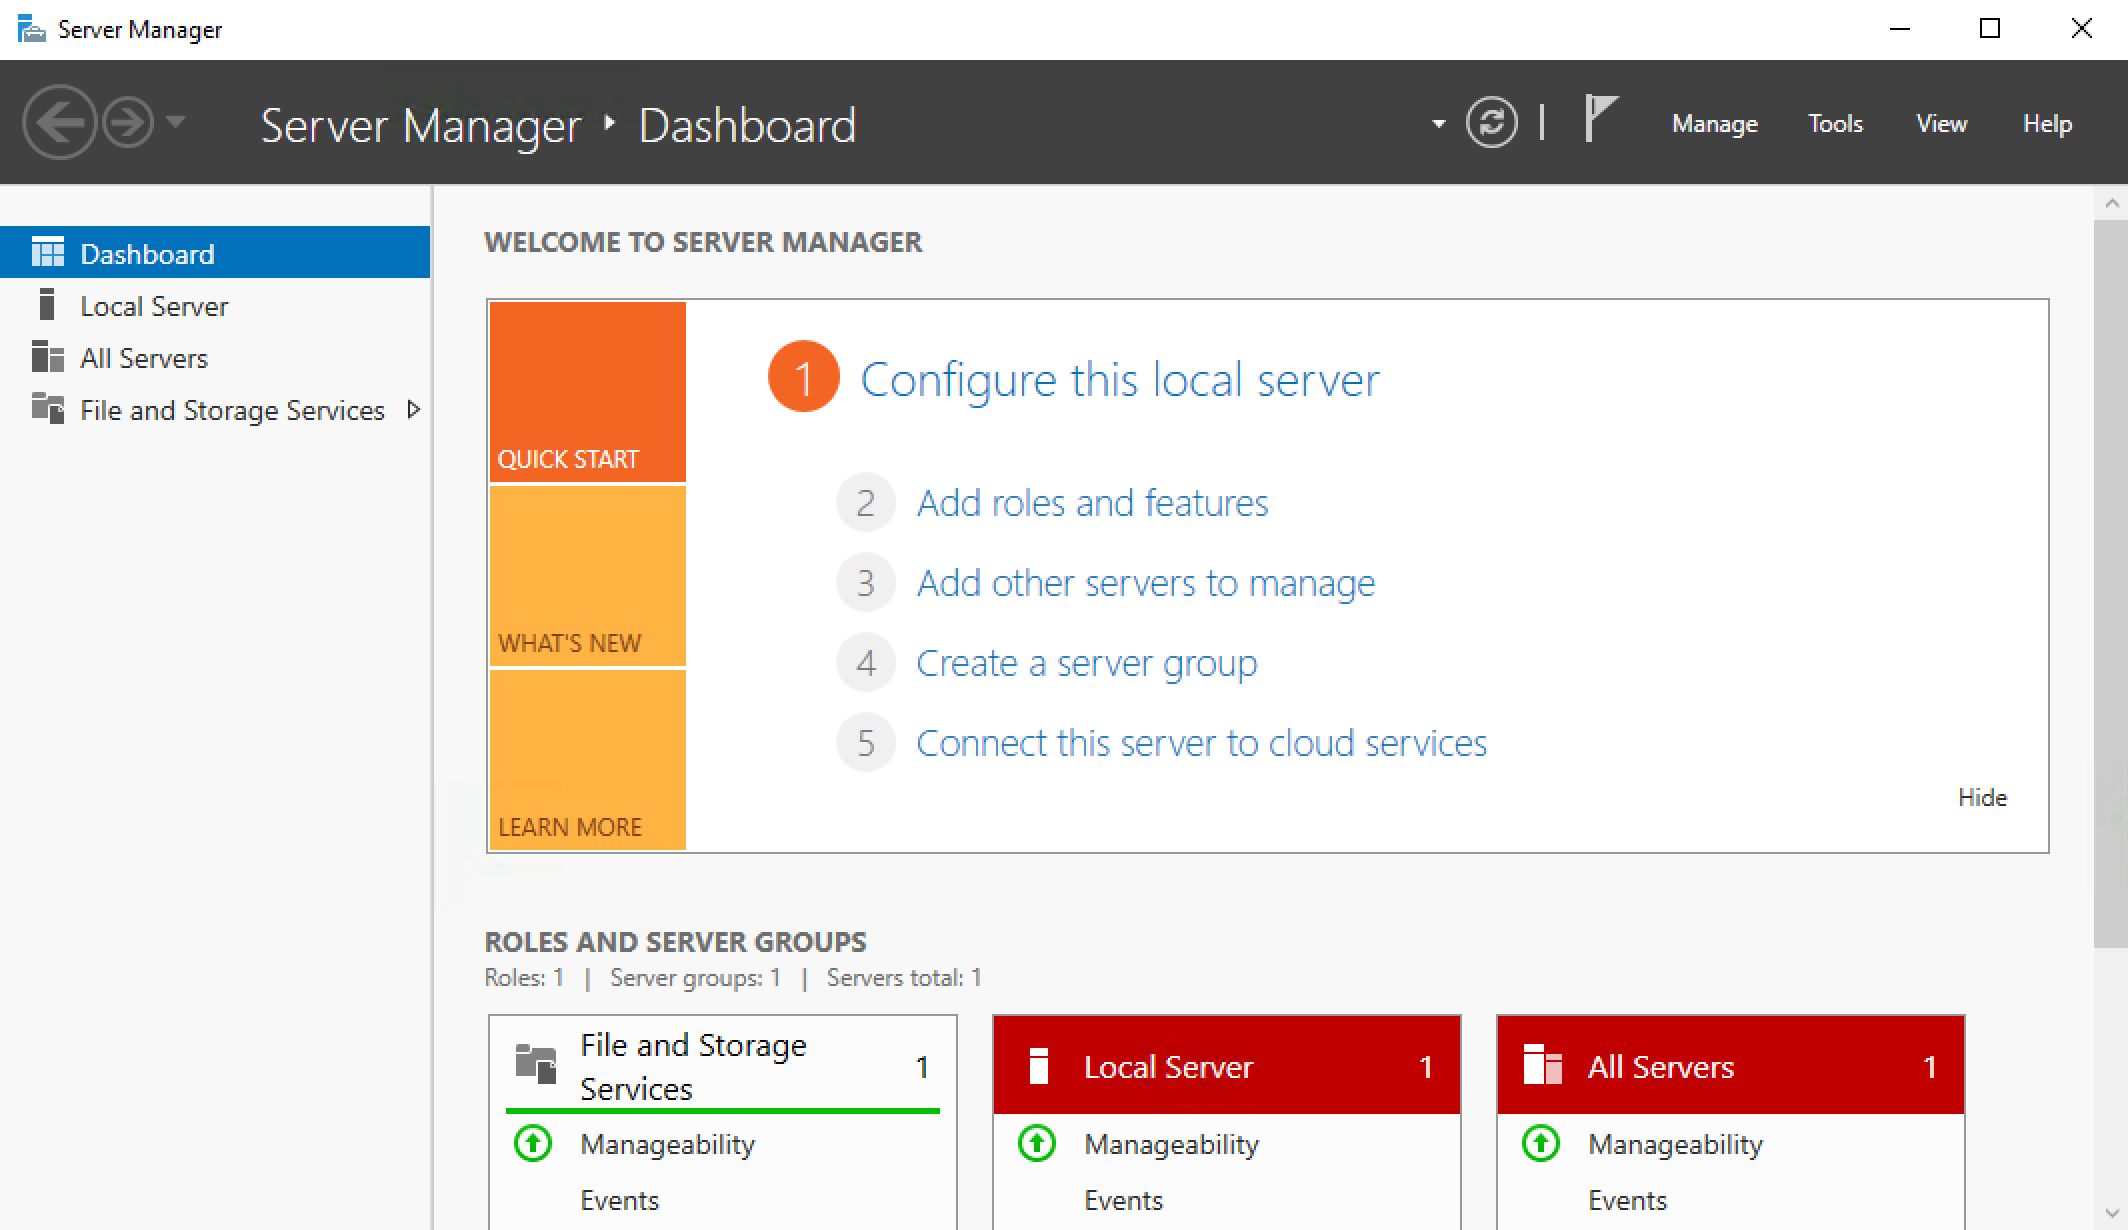 Server Manager
Server Manager Dashboard
Manage Tools View Help
Dashboard
Local Server
All Servers
File and Storage Services
WELCOME TO SERVER MANAGER
QUICK START
WHAT'S NEW
LEARN MORE
1 Configure this local server
2 Add roles and features
3 Add other servers to manage
4 Create a server group
5 Connect this server to cloud services
Hide
ROLES AND SERVER GROUPS
Roles: 1 | Server groups: 1 | Servers total: 1
File and Storage
Services
1
Manageability
Events
Local Server 1
Manageability
Events
All Servers 1
Manageability
Events